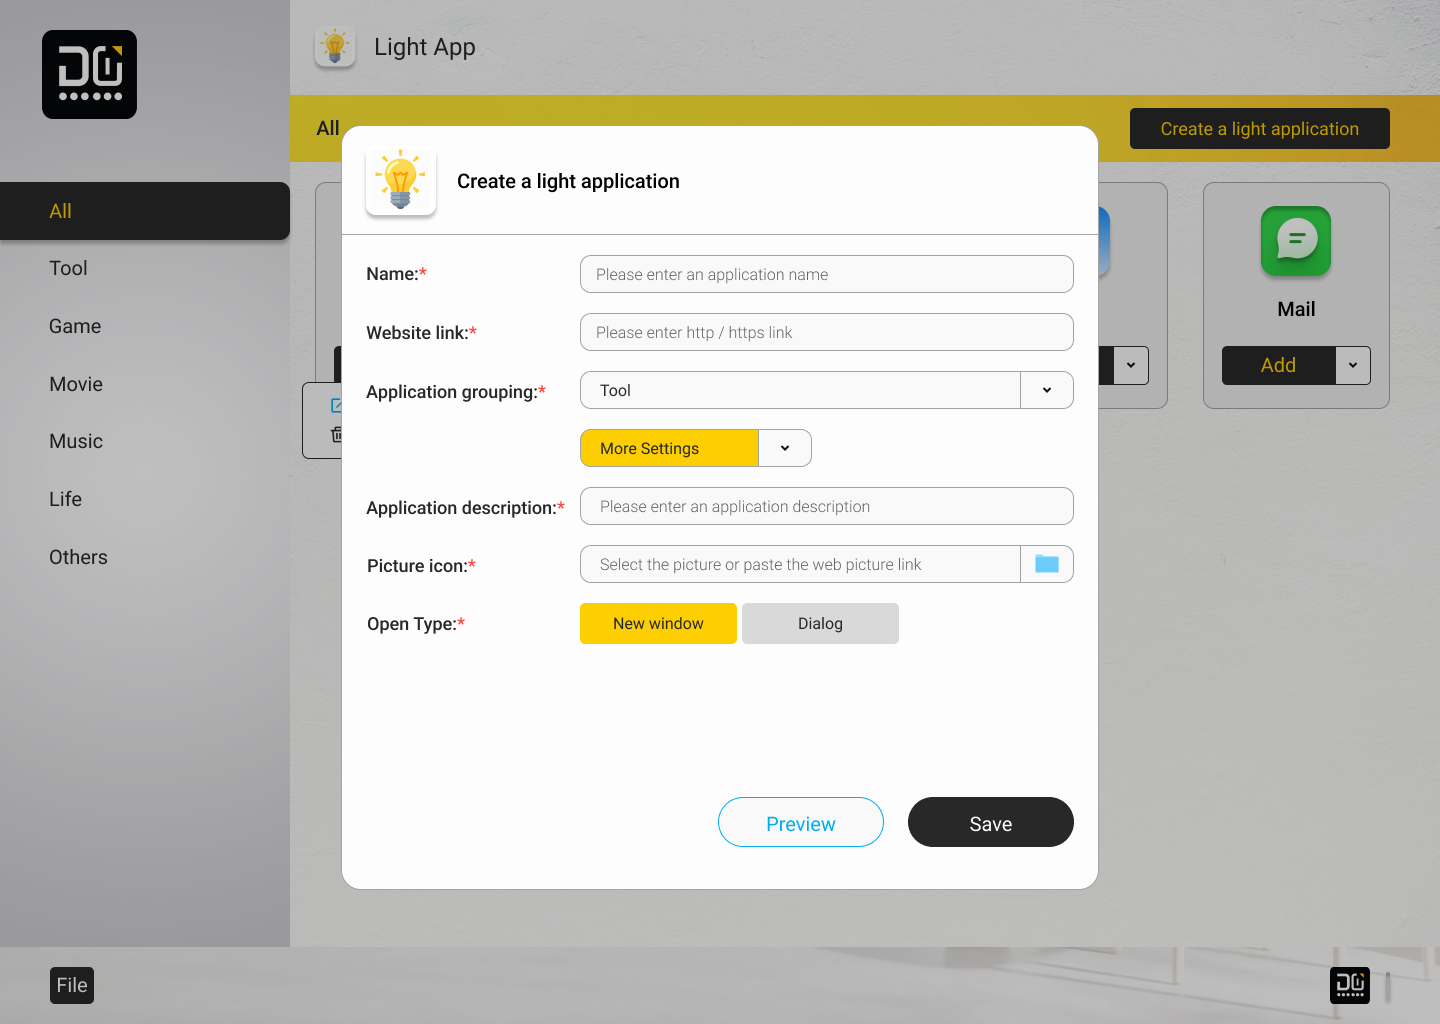 Light App
All
Create a light application
All
Tool
Game
Movie
Music
Life
Others
Create a light application
Name:*
Please enter an application name
Website link:*
Please enter http / https link
Application grouping:*
Tool
More Settings
Application description:*
Please enter an application description
Picture icon:*
Select the picture or paste the web picture link
Open Type:*
New window
Dialog
Preview
Save
Mail
Add
File